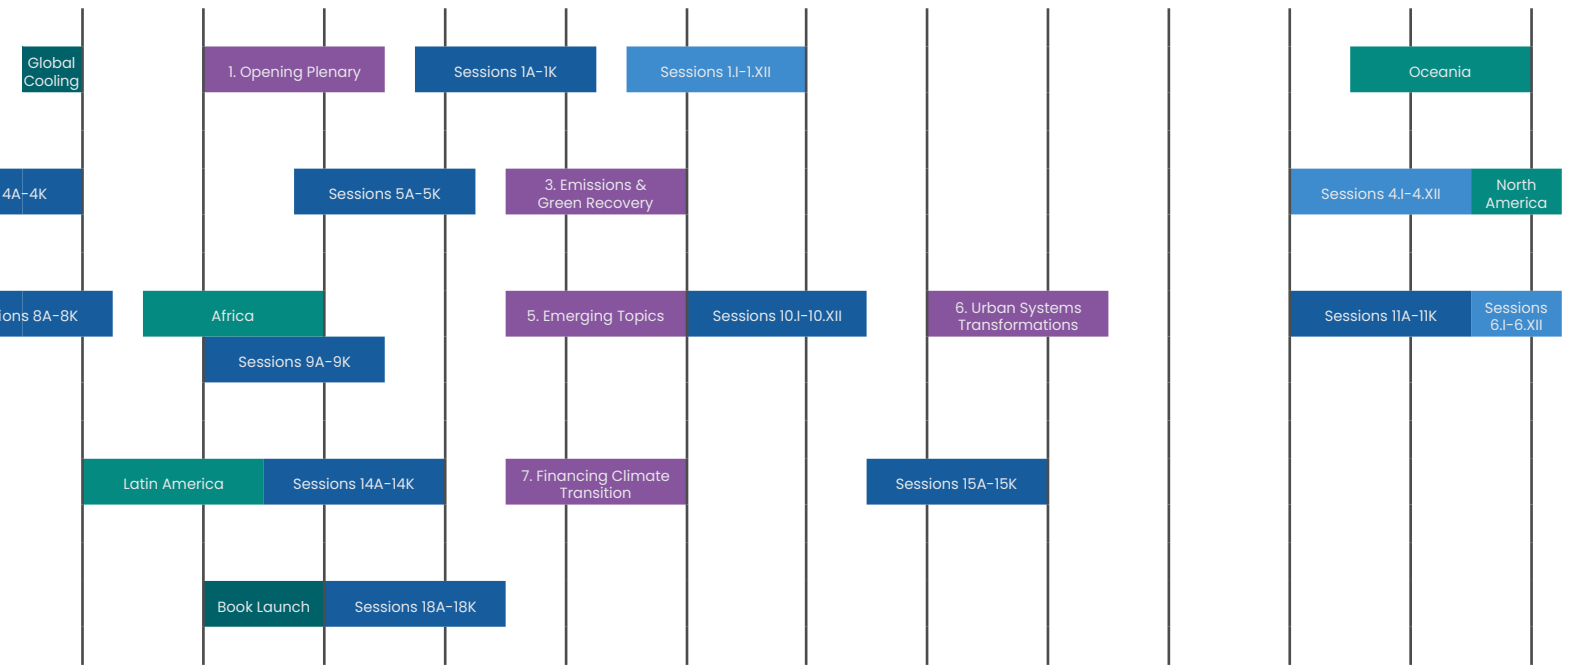 Global
Cooling
1. Opening Plenary
Sessions 1A-1K
Sessions 1.I-1.XII
Oceania
4A-4K
Sessions 5A-5K
3. Emissions &
Green Recovery
Sessions 4.I-4.XII
North
America
ions 8A-8K
Africa
5. Emerging Topics
Sessions 10.I-10.XII
6. Urban Systems
Transformations
Sessions 11A-11K
Sessions
6.I-6.XII
Sessions 9A-9K
Latin America
Sessions 14A-14K
7. Financing Climate
Transition
Sessions 15A-15K
Book Launch
Sessions 18A-18K